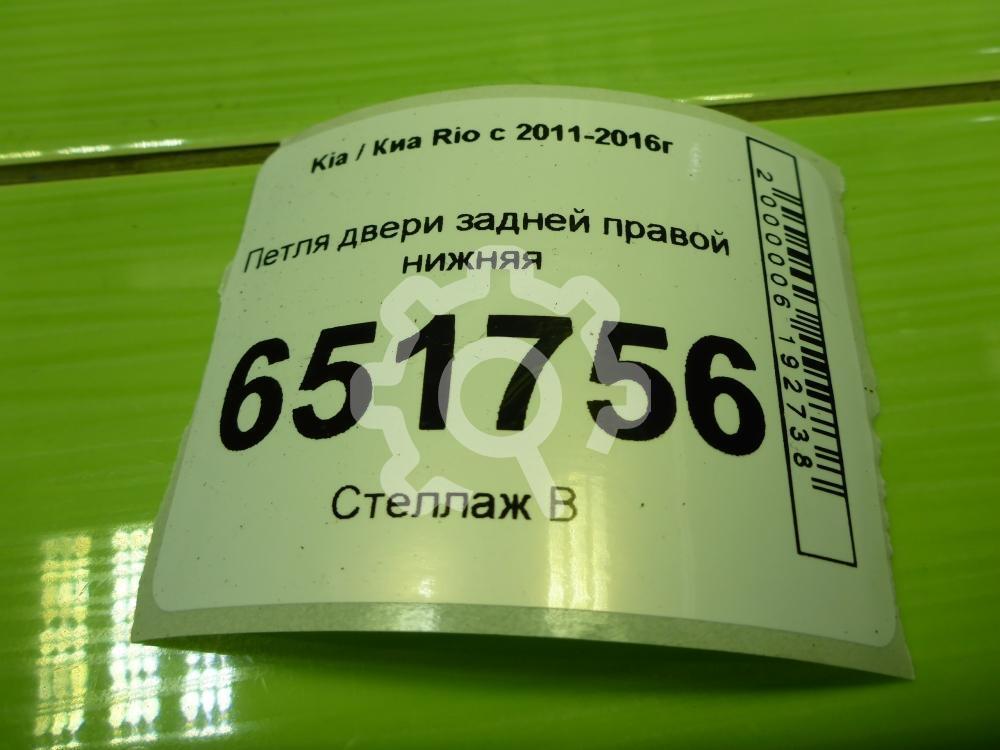 Kia / Киа Rio с 2011-2016г
Петля двери задней правой
нижняя
651756
Стеллаж В
2000006192738